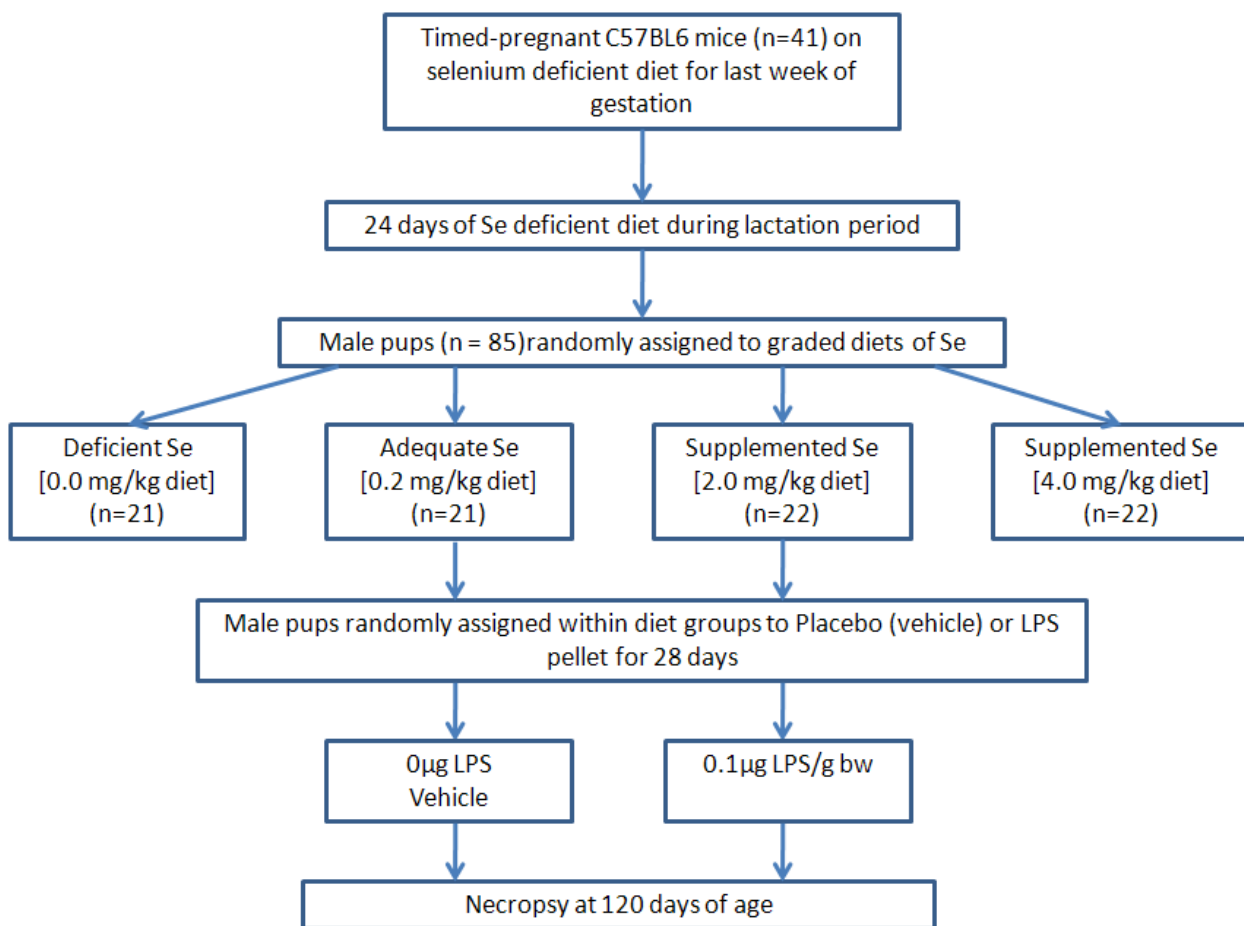 Timed-pregnant C57BL6 mice (n=41) on
selenium deficient diet for last week of
gestation
24 days of Se deficient diet during lactation period
Male pups (n = 85)randomly assigned to graded diets of Se
Deficient Se
[0.0 mg/kg diet]
(n=21)
Adequate Se
[0.2 mg/kg diet]
(n=21)
Supplemented Se
[2.0 mg/kg diet]
(n=22)
Supplemented Se
[4.0 mg/kg diet]
(n=22)
Male pups randomly assigned within diet groups to Placebo (vehicle) or LPS
pellet for 28 days
0µg LPS
Vehicle
0.1µg LPS/g bw
Necropsy at 120 days of age